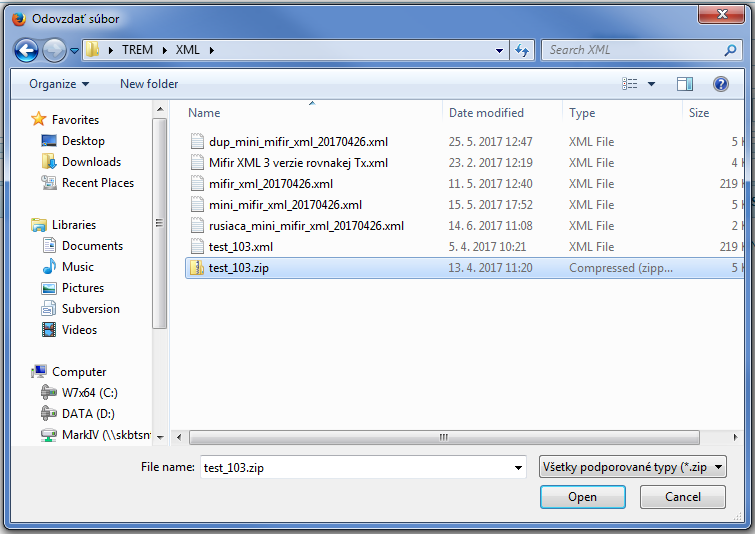 Odovzdať súbor
TREM XML
Search XML
Organize New folder
Name Date modified Type Size
dup_mini_mifir_xml_20170426.xml 25. 5. 2017 12:47 XML File 5
Mifir XML 3 verzie rovnakej Tx.xml 23. 2. 2017 12:19 XML File 4
mifir_xml_20170426.xml 11. 5. 2017 12:40 XML File 219
mini_mifir_xml_20170426.xml 15. 5. 2017 17:52 XML File 5
rusiaca_mini_mifir_xml_20170426.xml 14. 6. 2017 11:08 XML File 2
test_103.xml 5. 4. 2017 10:21 XML File 219
test_103.zip 13. 4. 2017 11:20 Compressed (zipp... 5
Favorites
Desktop
Downloads
Recent Places
Libraries
Documents
Music
Pictures
Subversion
Videos
Computer
W7x64 (C:)
DATA (D:)
MarkIV (\\skbtsn
File name: test_103.zip
Všetky podporované typy (*.zip
Open Cancel